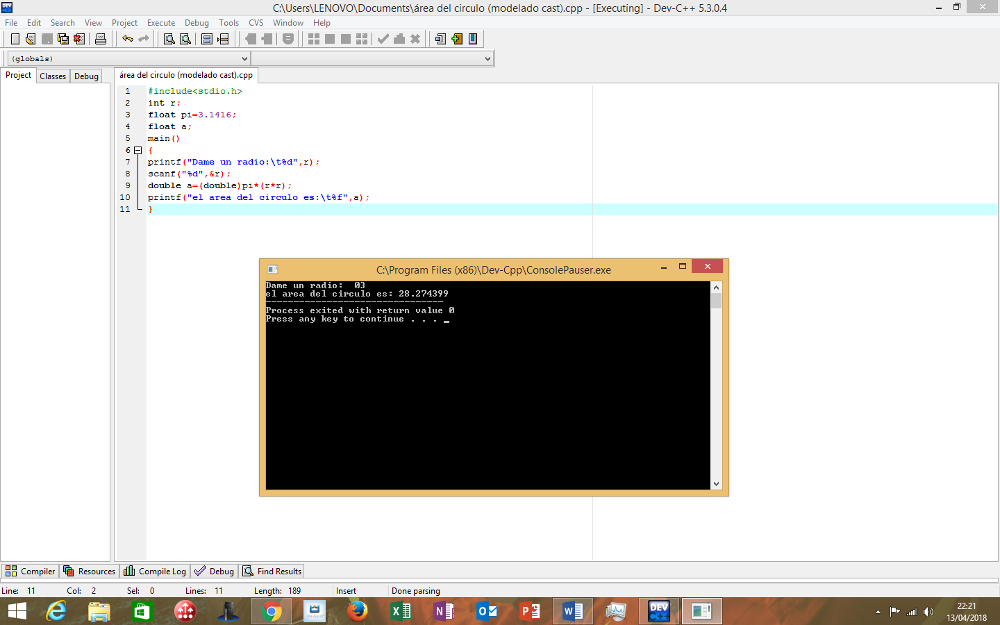 C:\Users\LENOVO\Documents\área del circulo (modelado cast).cpp - [Executing] - Dev-C++ 5.3.0.4
File Edit Search View Project Execute Debug Tools CVS Window Help
(globals)
Project Classes Debug
área del circulo (modelado cast).cpp
1 #include<stdio.h>
2 int r;
3 float pi=3.1416;
4 float a;
5 main()
6 {
7 printf("Dame un radio:\t%d",r);
8 scanf("%d",&r);
9 double a=(double)pi*(r*r);
10 printf("el area del circulo es:\t%f",a);
11 }
C:\Program Files (x86)\Dev-Cpp\ConsolePauser.exe
Dame un radio:  03
el area del circulo es: 28.274399
--------------------------------
Process exited with return value 0
Press any key to continue . . .
Compiler Resources Compile Log Debug Find Results
Line: 11 Col: 2 Sel: 0 Lines: 11 Length: 189 Insert Done parsing
DEV C++
22:21
13/04/2018